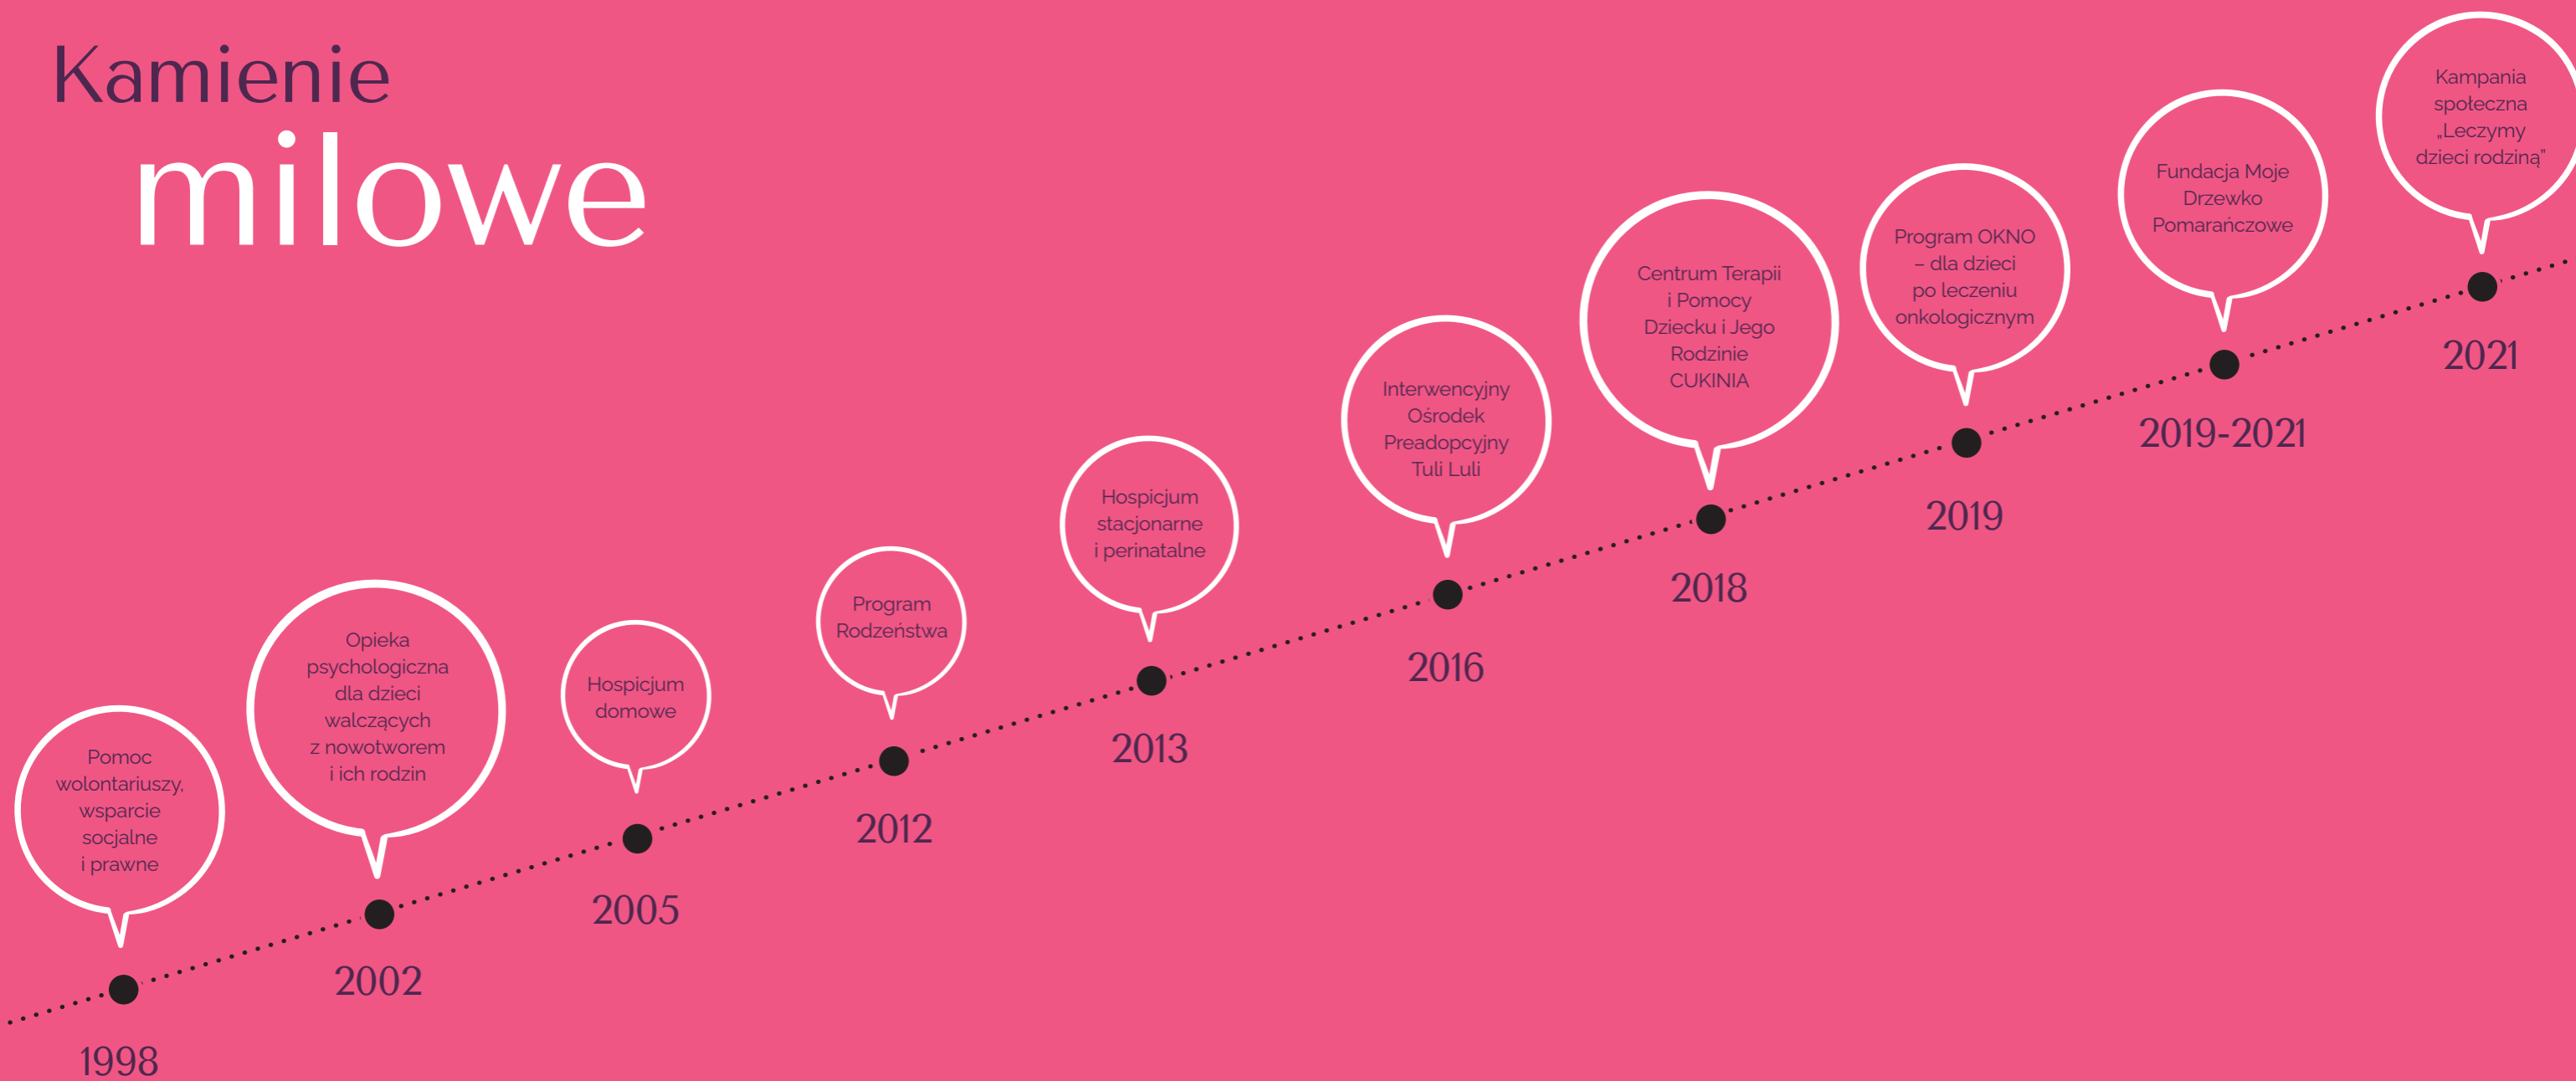 Kamienie
milowe
Pomoc
wolontariuszy,
wsparcie
socjalne
i prawne
1998
Opieka
psychologiczna
dla dzieci
walczących
z nowotworem
i ich rodzin
2002
Hospicjum
domowe
2005
Program
Rodzeństwa
2012
Hospicjum
stacjonarne
i perinatalne
2013
Interwencyjny
Ośrodek
Preadopcyjny
Tuli Luli
2016
Centrum Terapii
i Pomocy
Dziecku i Jego
Rodzinie
CUKINIA
2018
Program OKNO
– dla dzieci
po leczeniu
onkologicznym
2019
Fundacja Moje
Drzewko
Pomarańczowe
2019-2021
Kampania
społeczna
„Leczymy
dzieci rodziną”
2021